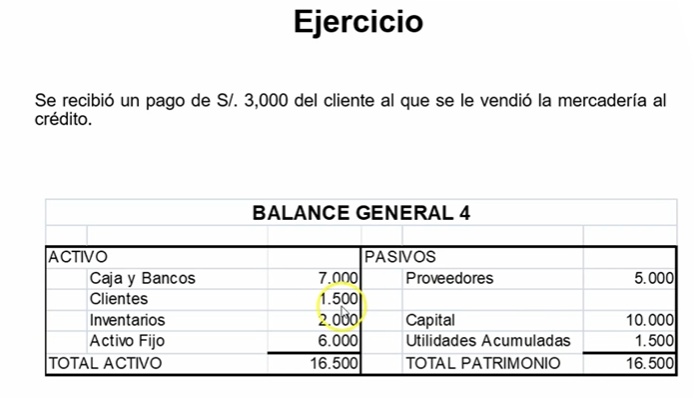 Ejercicio
Se recibió un pago de S/. 3,000 del cliente al que se le vendió la mercadería al
crédito.
BALANCE GENERAL 4
ACTIVO PASIVOS
Caja y Bancos 7.000 Proveedores 5.000
Clientes 1.500
Inventarios 2.000 Capital 10.000
Activo Fijo 6.000 Utilidades Acumuladas 1.500
TOTAL ACTIVO 16.500 TOTAL PATRIMONIO 16.500